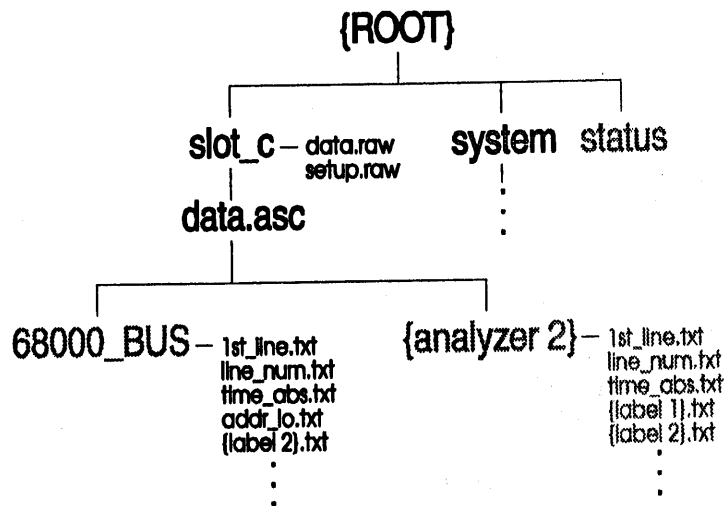 {ROOT}
slot_c – data.raw
setup.raw
system
status
data.asc
68000_BUS – 1st_line.txt
line_num.txt
time_abs.txt
addr_lo.txt
{label 2}.txt
{analyzer 2} – 1st_line.txt
line_num.txt
time_abs.txt
{label 1}.txt
{label 2}.txt